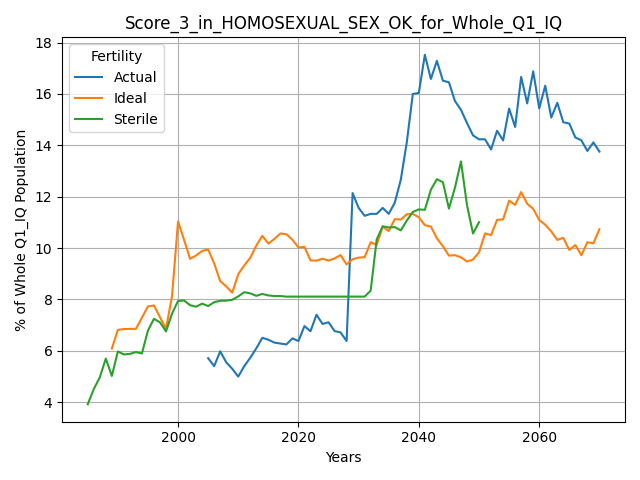 Score_3_in_HOMOSEXUAL_SEX_OK_for_Whole_Q1_IQ
Fertility
Actual
Ideal
Sterile
% of Whole Q1_IQ Population
18
16
14
12
10
8
6
4
2000
2020
2040
2060
Years